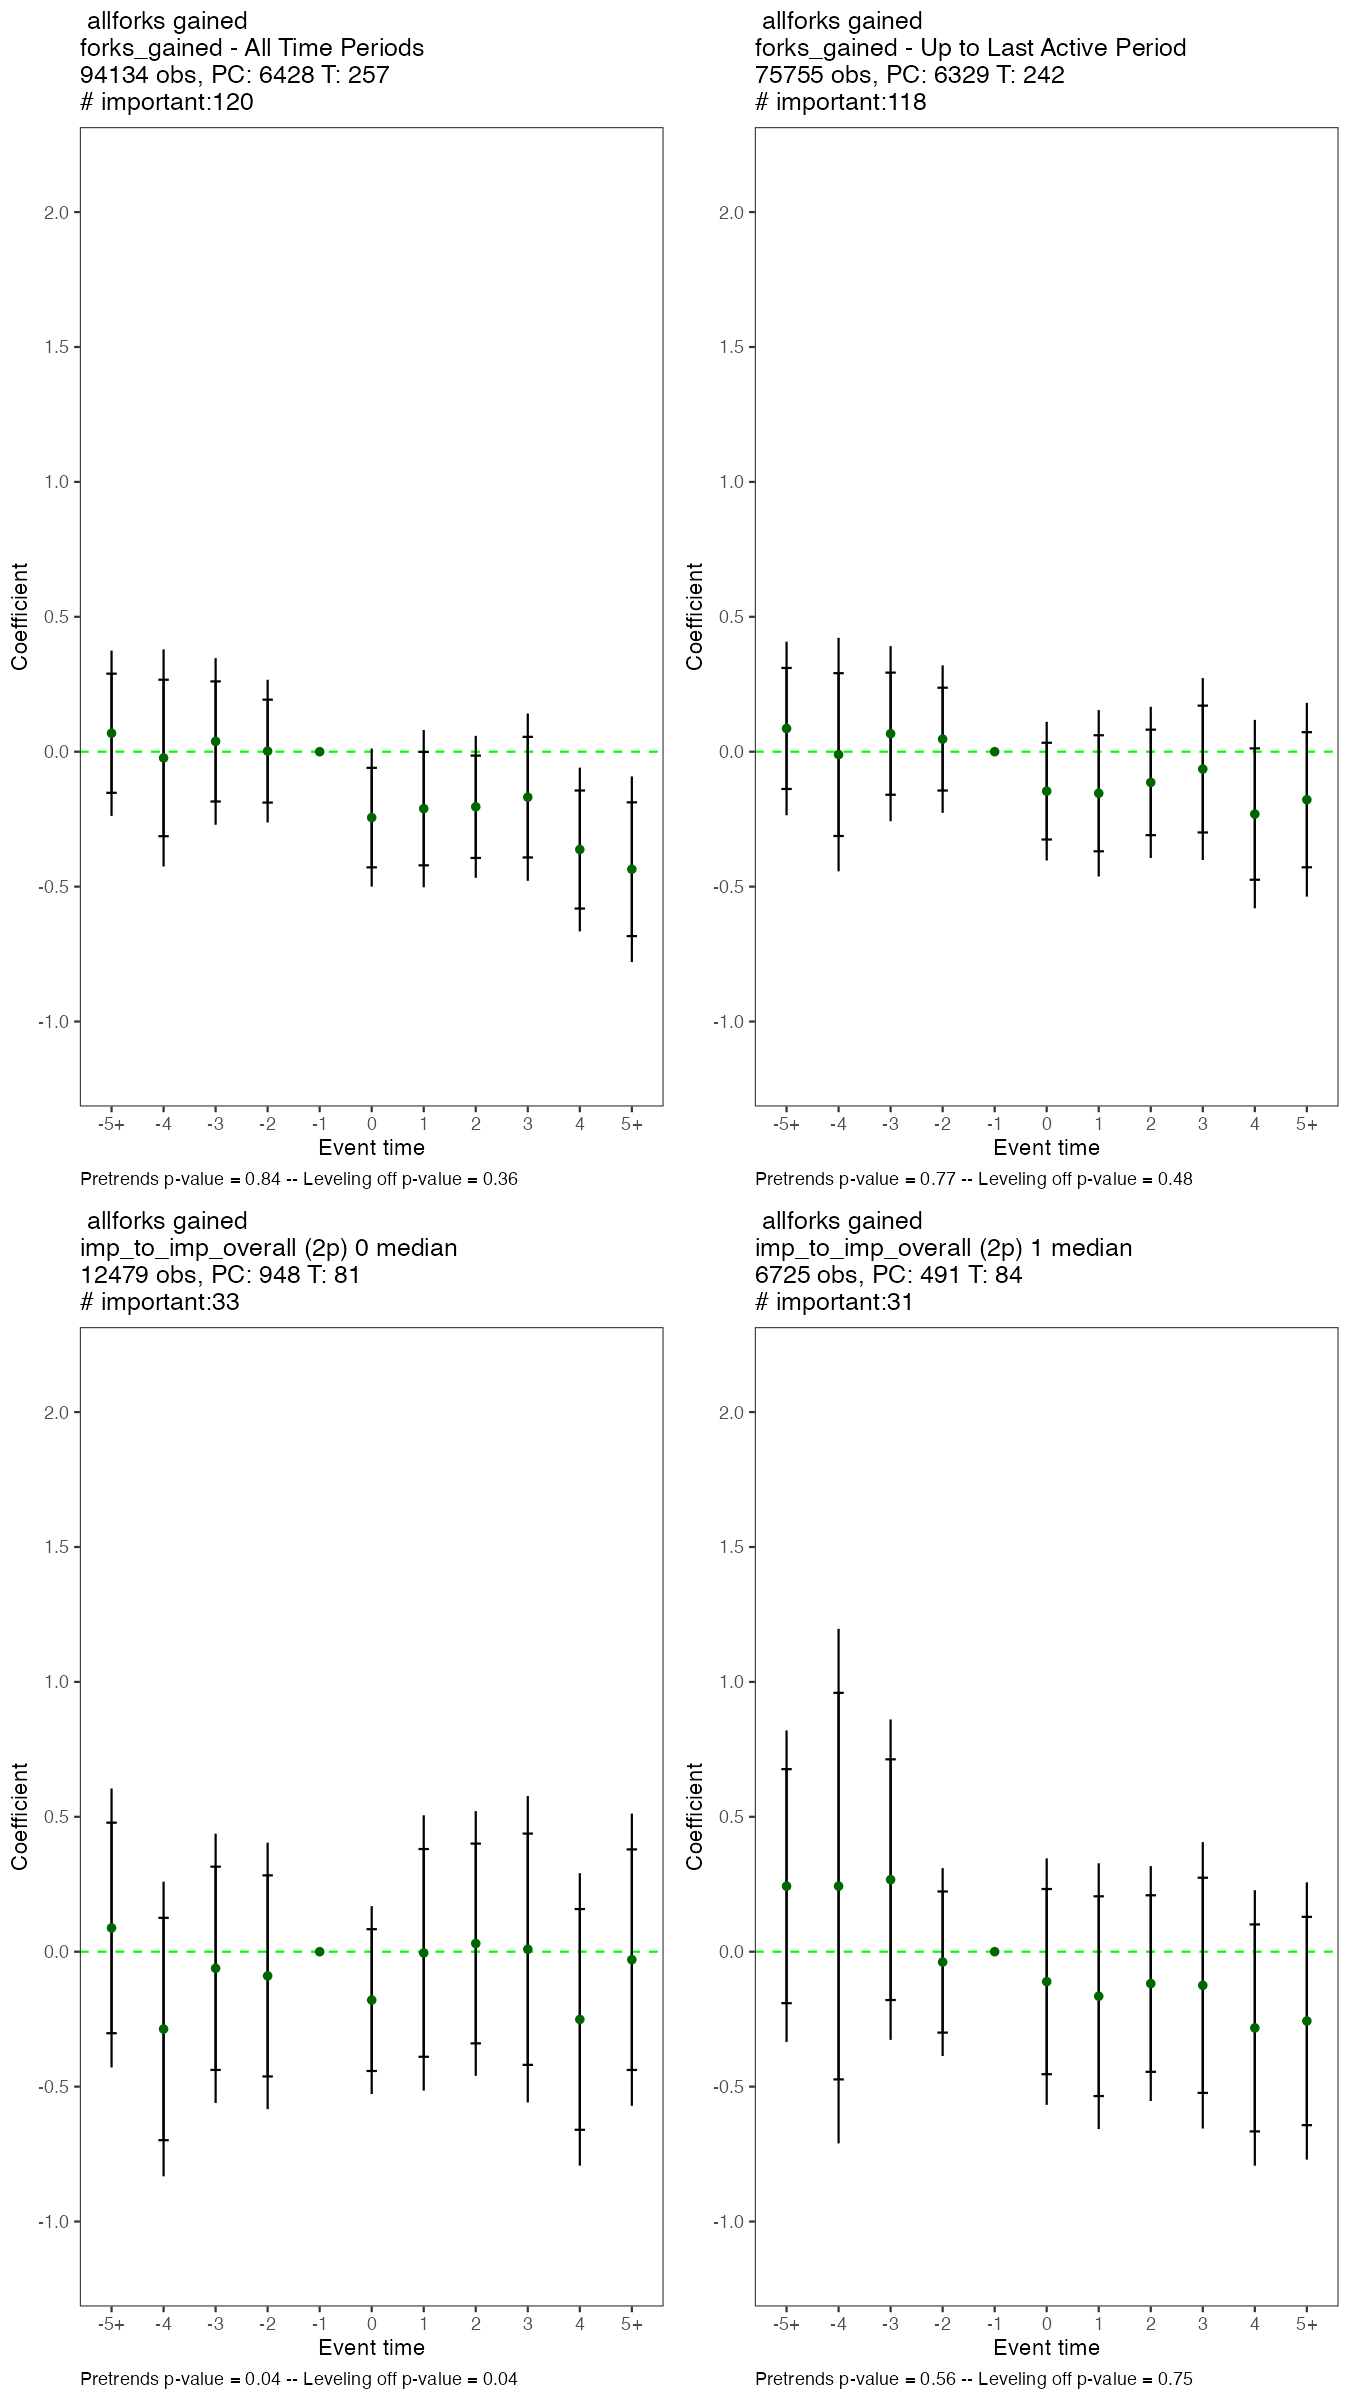 allforks gained
forks_gained - All Time Periods
94134 obs, PC: 6428 T: 257
# important:120
2.0
1.5
1.0
0.5
0.0
-0.5
-1.0
Coefficient
-5+ -4 -3 -2 -1 0 1 2 3 4 5+
Event time
Pretrends p-value = 0.84 -- Leveling off p-value = 0.36
allforks gained
forks_gained - Up to Last Active Period
75755 obs, PC: 6329 T: 242
# important:118
2.0
1.5
1.0
0.5
0.0
-0.5
-1.0
Coefficient
-5+ -4 -3 -2 -1 0 1 2 3 4 5+
Event time
Pretrends p-value = 0.77 -- Leveling off p-value = 0.48
allforks gained
imp_to_imp_overall (2p) 0 median
12479 obs, PC: 948 T: 81
# important:33
2.0
1.5
1.0
0.5
0.0
-0.5
-1.0
Coefficient
-5+ -4 -3 -2 -1 0 1 2 3 4 5+
Event time
Pretrends p-value = 0.04 -- Leveling off p-value = 0.04
allforks gained
imp_to_imp_overall (2p) 1 median
6725 obs, PC: 491 T: 84
# important:31
2.0
1.5
1.0
0.5
0.0
-0.5
-1.0
Coefficient
-5+ -4 -3 -2 -1 0 1 2 3 4 5+
Event time
Pretrends p-value = 0.56 -- Leveling off p-value = 0.75